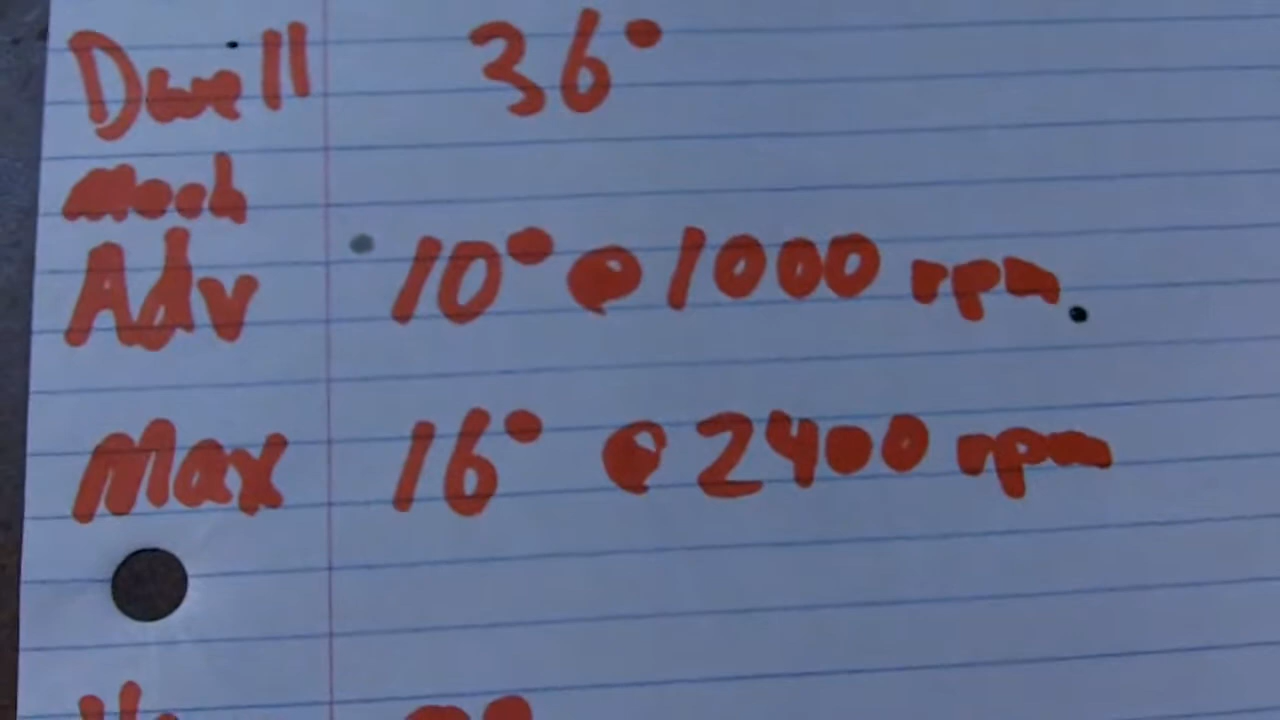 Dwell 36°
Mech
Adv 10° @ 1000 rpm
Max 16° @ 2400 rpm